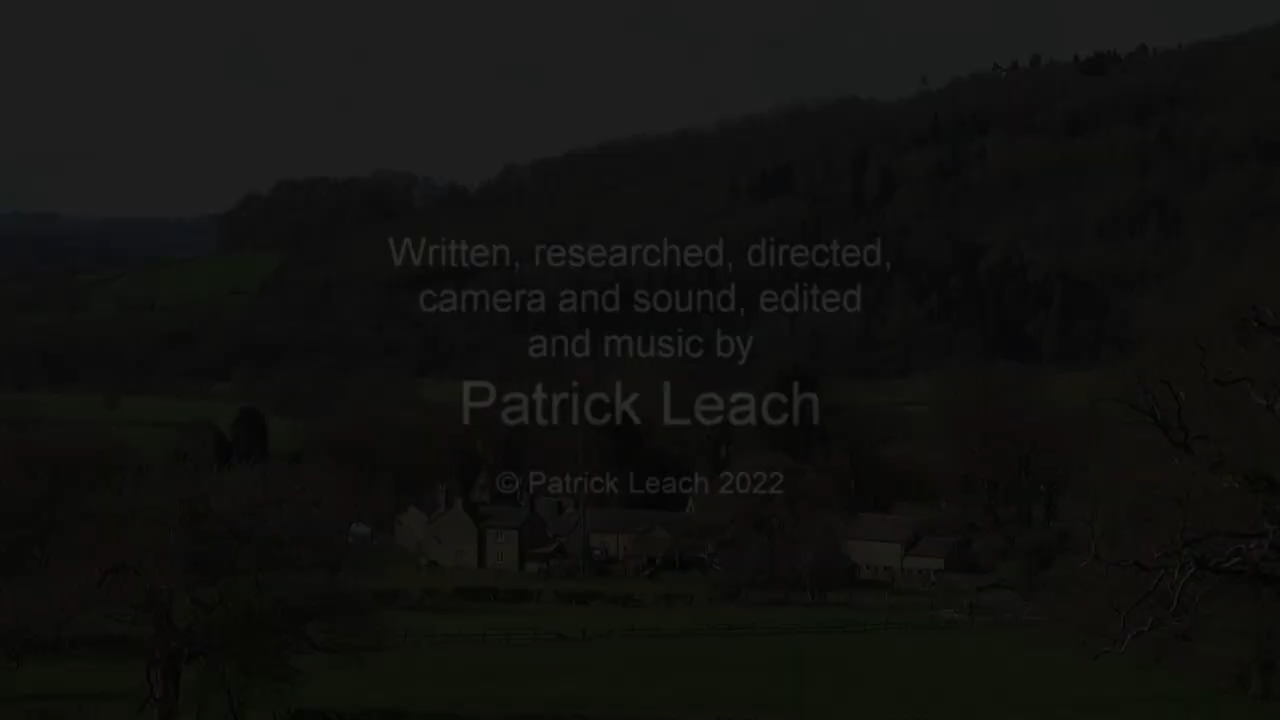 Written, researched, directed,
camera and sound, edited
and music by
Patrick Leach
© Patrick Leach 2022